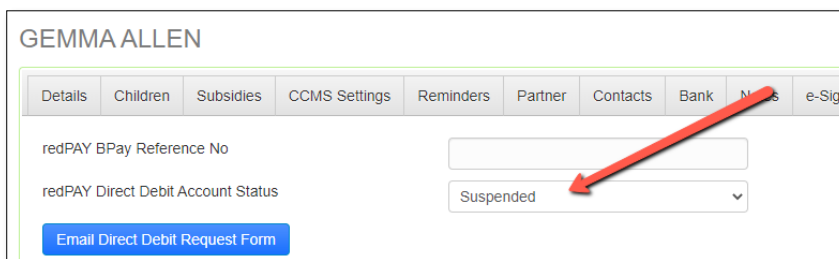 GEMMA ALLEN
Details Children Subsidies CCMS Settings Reminders Partner Contacts Bank e-Sig
redPAY BPay Reference No
redPAY Direct Debit Account Status Suspended
Email Direct Debit Request Form